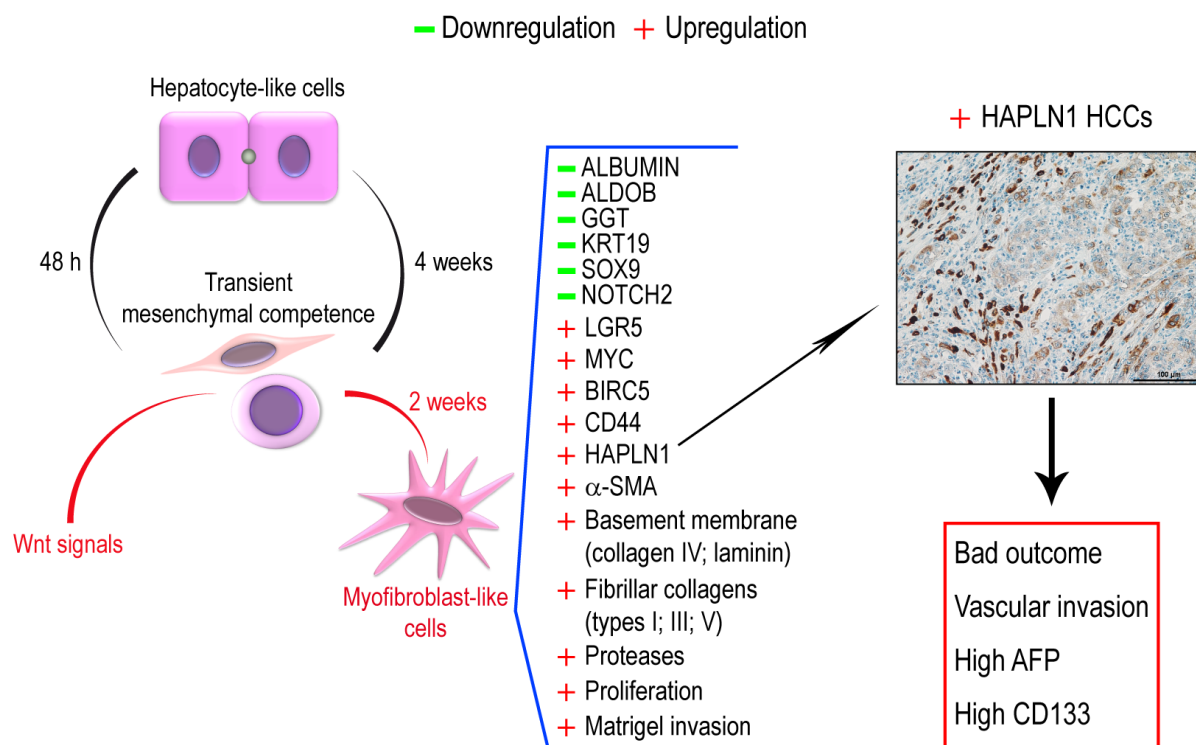 Downregulation + Upregulation
Hepatocyte-like cells
48 h
4 weeks
Transient
mesenchymal competence
2 weeks
Wnt signals
Myofibroblast-like
cells
− ALBUMIN
− ALDOB
− GGT
− KRT19
− SOX9
− NOTCH2
+ LGR5
+ MYC
+ BIRC5
+ CD44
+ HAPLN1
+ α-SMA
+ Basement membrane
(collagen IV; laminin)
+ Fibrillar collagens
(types I; III; V)
+ Proteases
+ Proliferation
+ Matrigel invasion
+ HAPLN1 HCCs
100 μm
Bad outcome
Vascular invasion
High AFP
High CD133